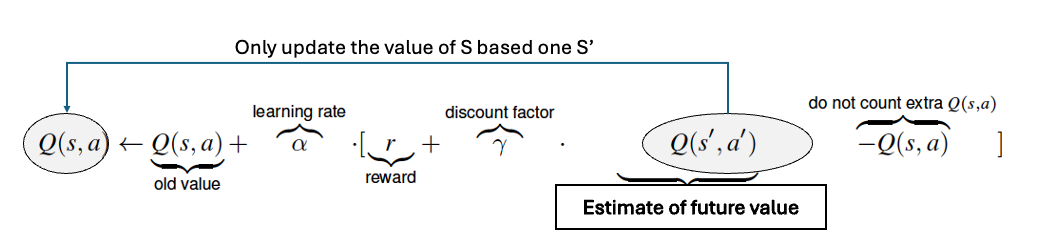 Only update the value of S based one S’
learning rate
discount factor
do not count extra Q(s,a)
Q(s,a) ← Q(s,a) + α ·[ r + γ · Q(s′,a′) −Q(s,a) ]
old value
reward
Estimate of future value